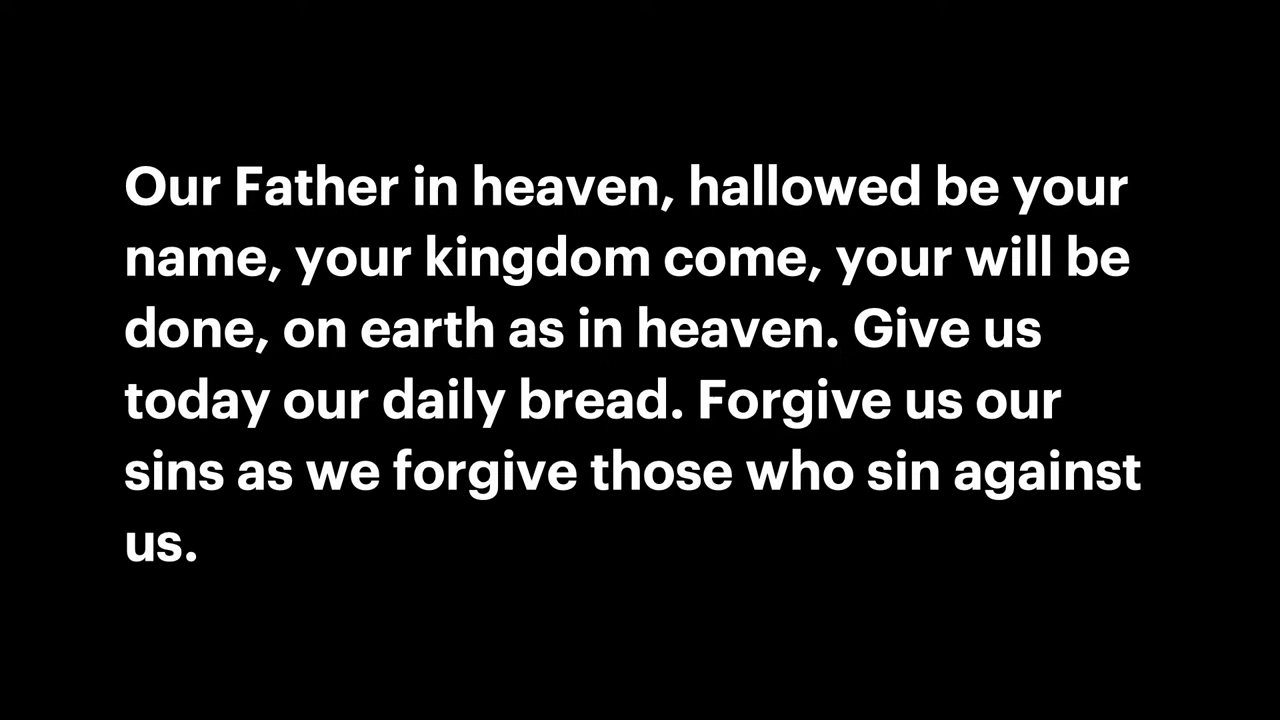 Our Father in heaven, hallowed be your
name, your kingdom come, your will be
done, on earth as in heaven. Give us
today our daily bread. Forgive us our
sins as we forgive those who sin against
us.